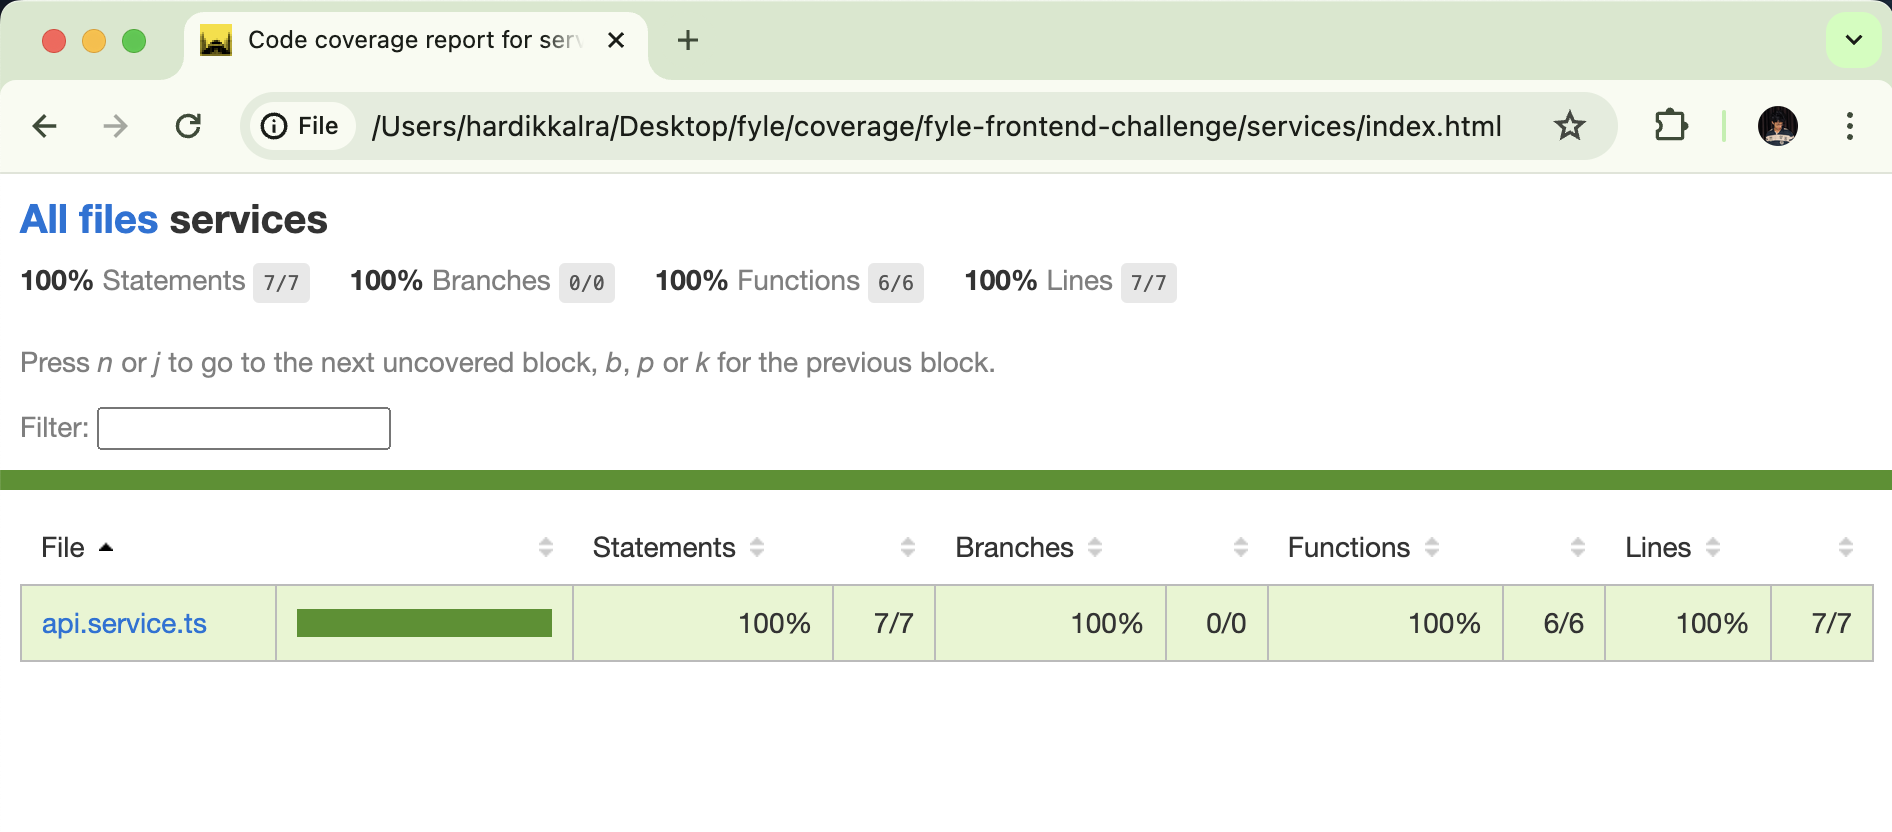 Code coverage report for serv
File /Users/hardikkalra/Desktop/fyle/coverage/fyle-frontend-challenge/services/index.html
All files services
100% Statements 7/7 100% Branches 0/0 100% Functions 6/6 100% Lines 7/7
Press n or j to go to the next uncovered block, b, p or k for the previous block.
Filter:
File Statements Branches Functions Lines
api.service.ts 100% 7/7 100% 0/0 100% 6/6 100% 7/7